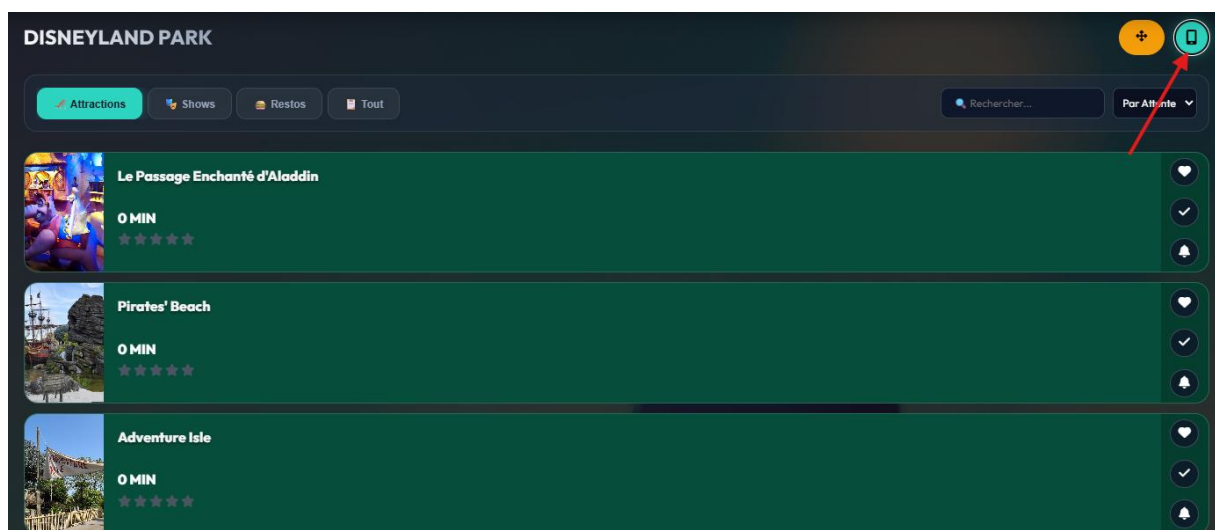 DISNEYLAND PARK
Attractions
Shows
Restos
Tout
Rechercher...
Par Attente
Le Passage Enchanté d'Aladdin
0 MIN
Pirates' Beach
0 MIN
Adventure Isle
0 MIN